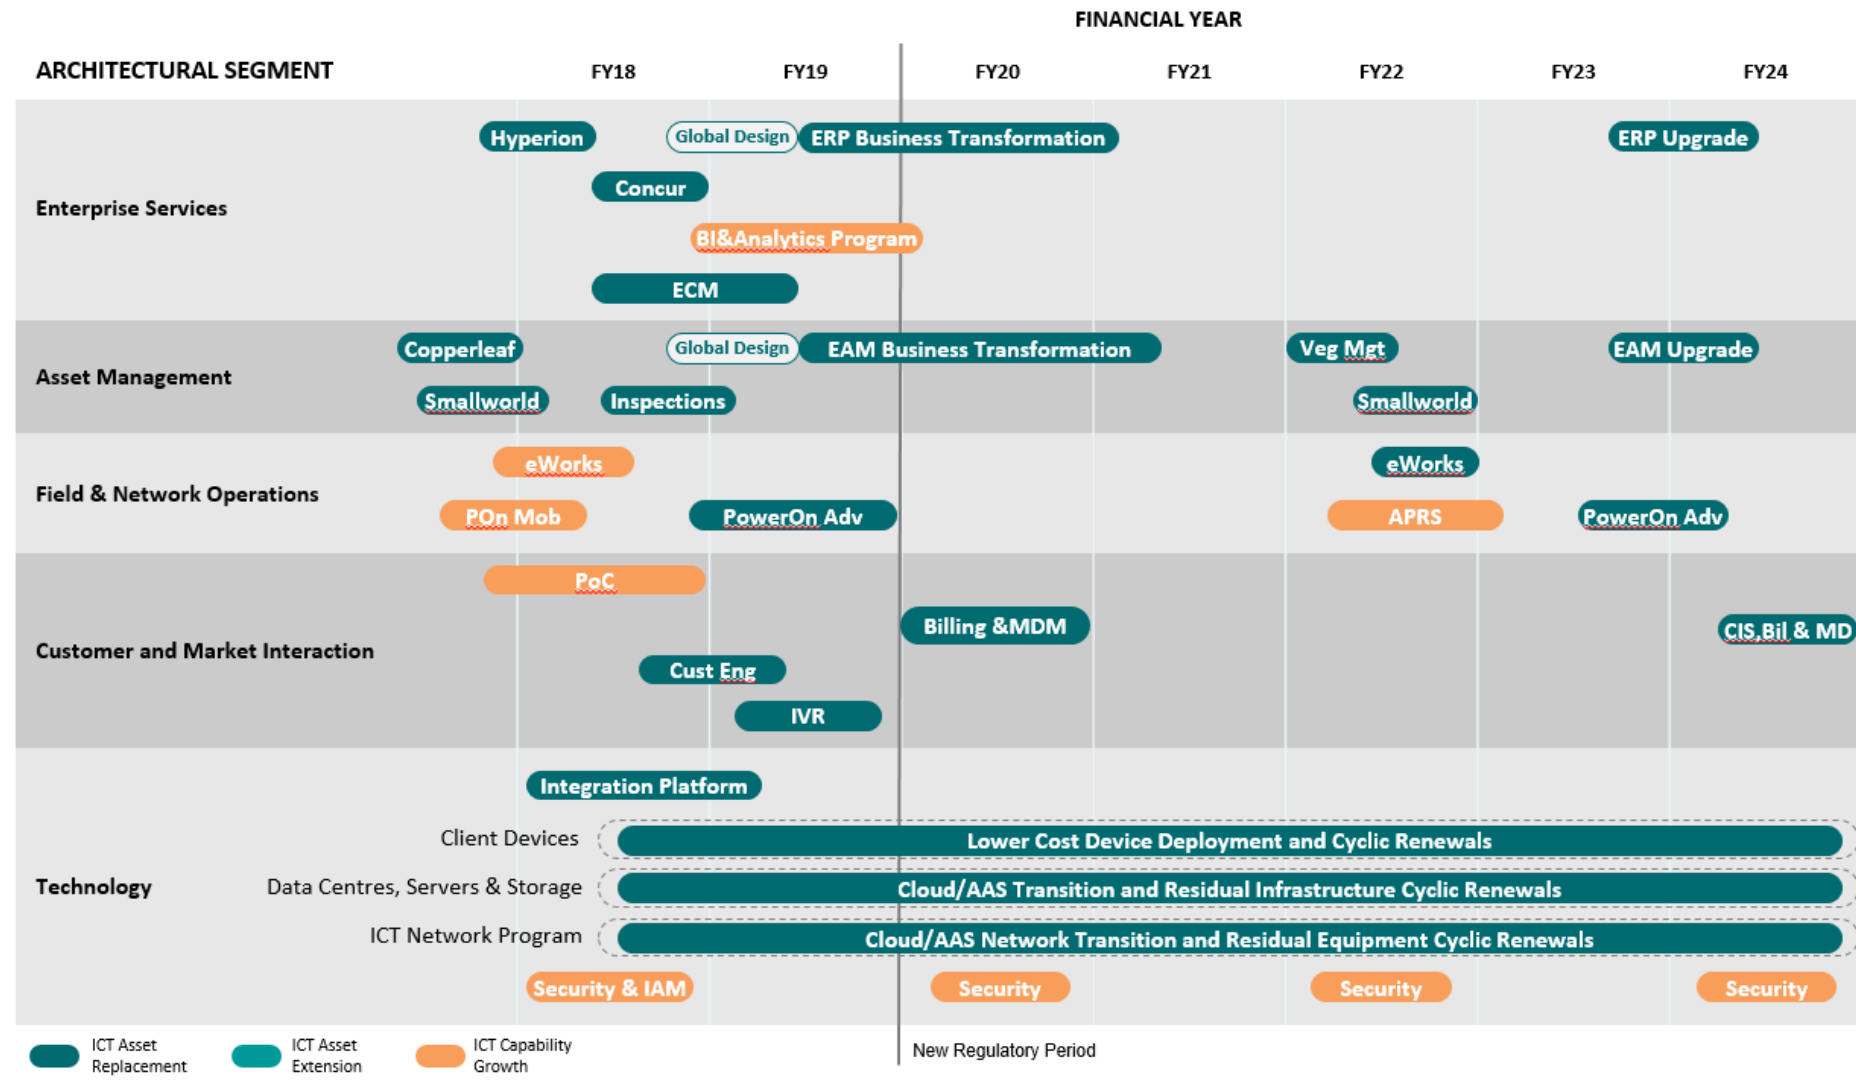 FINANCIAL YEAR
ARCHITECTURAL SEGMENT
FY18
FY19
FY20
FY21
FY22
FY23
FY24
Enterprise Services
Hyperion
Global Design
ERP Business Transformation
ERP Upgrade
Concur
BI&Analytics Program
ECM
Asset Management
Copperleaf
Global Design
EAM Business Transformation
Veg Mgt
EAM Upgrade
Smallworld
Inspections
Smallworld
Field & Network Operations
eWorks
eWorks
POn Mob
PowerOn Adv
APRS
PowerOn Adv
Customer and Market Interaction
PoC
Billing &MDM
CIS,Bil & MD
Cust Eng
IVR
Technology
Integration Platform
Client Devices
Lower Cost Device Deployment and Cyclic Renewals
Data Centres, Servers & Storage
Cloud/AAS Transition and Residual Infrastructure Cyclic Renewals
ICT Network Program
Cloud/AAS Network Transition and Residual Equipment Cyclic Renewals
Security & IAM
Security
Security
Security
ICT Asset
Replacement
ICT Asset
Extension
ICT Capability
Growth
New Regulatory Period